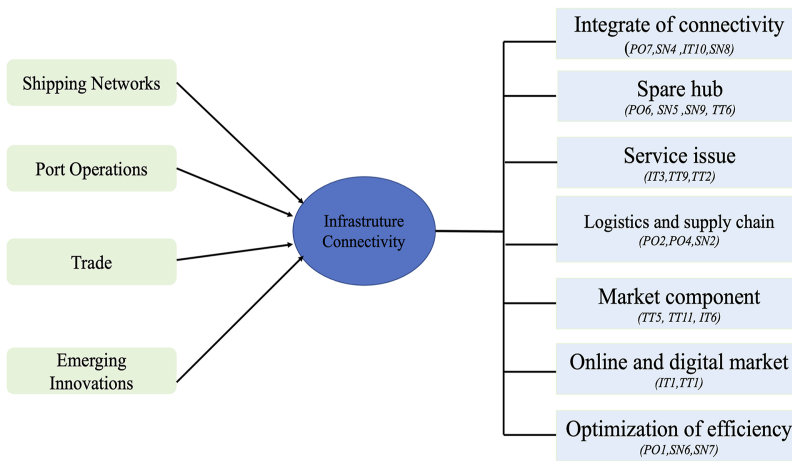 Shipping Networks
Port Operations
Trade
Emerging
Innovations
Infrastruture
Connectivity
Integrate of connectivity
(PO7,SN4 ,IT10,SN8)
Spare hub
(PO6, SN5 ,SN9, TT6)
Service issue
(IT3,TT9,TT2)
Logistics and supply chain
(PO2,PO4,SN2)
Market component
(TT5, TT11, IT6)
Online and digital market
(IT1,TT1)
Optimization of efficiency
(PO1,SN6,SN7)